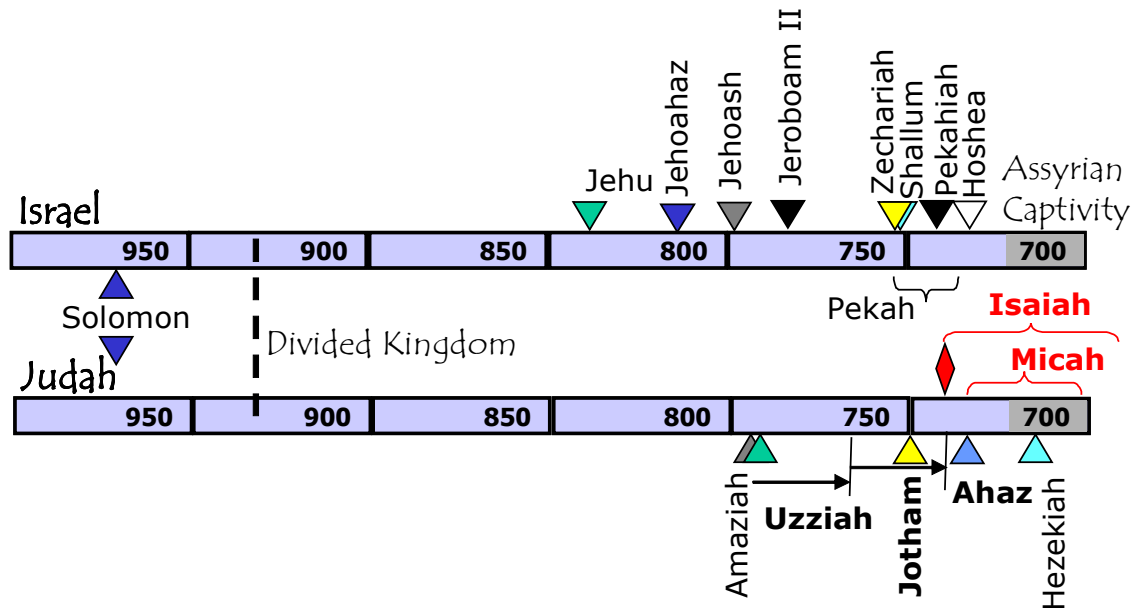 Jehu
Jehoahaz
Jehoash
Jeroboam II
Zechariah
Shallum
Pekahiah
Hoshea
Assyrian
Captivity
Israel
950 900 850 800 750 700
Solomon
Divided Kingdom
Pekah
Isaiah
Micah
Judah
950 900 850 800 750 700
Amaziah
Uzziah
Jotham
Ahaz
Hezekiah